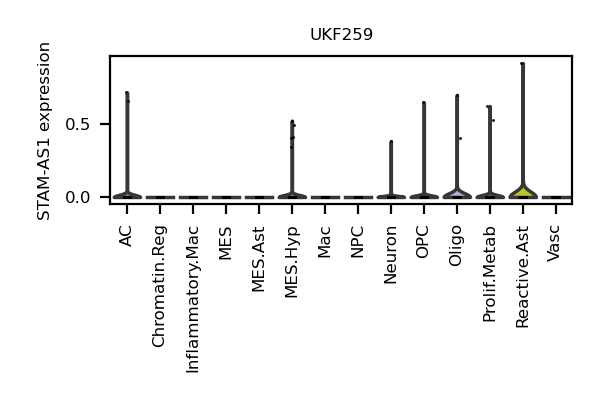 UKF259
STAM-AS1 expression
0.5
0.0
AC
Chromatin.Reg
Inflammatory.Mac
MES
MES.Ast
MES.Hyp
Mac
NPC
Neuron
OPC
Oligo
Prolif.Metab
Reactive.Ast
Vasc